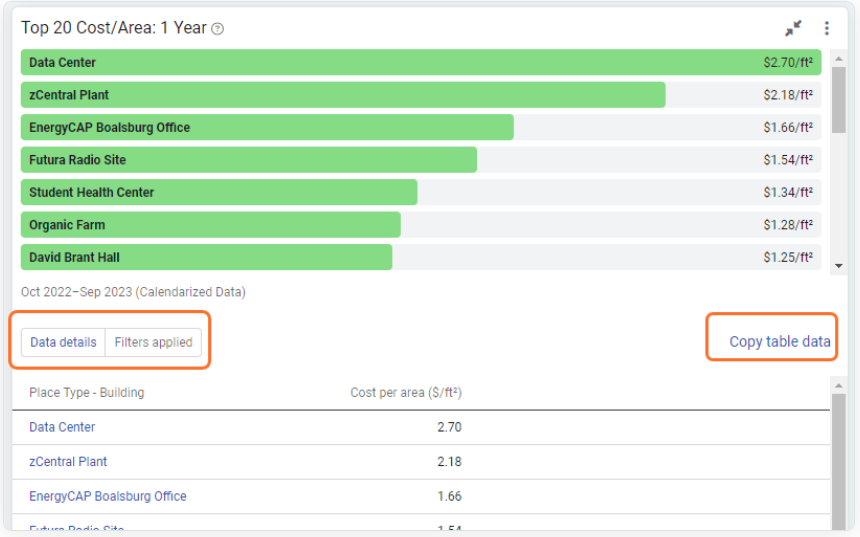 Top 20 Cost/Area: 1 Year
Data Center $2.70/ft²
zCentral Plant $2.18/ft²
EnergyCAP Boalsburg Office $1.66/ft²
Futura Radio Site $1.54/ft²
Student Health Center $1.34/ft²
Organic Farm $1.28/ft²
David Brant Hall $1.25/ft²
Oct 2022–Sep 2023 (Calendarized Data)
Data details Filters applied Copy table data
Place Type - Building Cost per area ($/ft²)
Data Center 2.70
zCentral Plant 2.18
EnergyCAP Boalsburg Office 1.66
Futura Radio Site 1.54